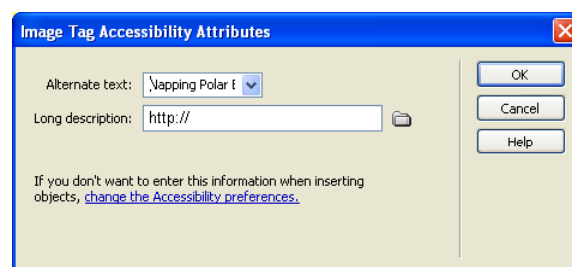 Image Tag Accessibility Attributes
Alternate text: Napping Polar
Long description: http://
OK
Cancel
Help
If you don't want to enter this information when inserting
objects, change the Accessibility preferences.